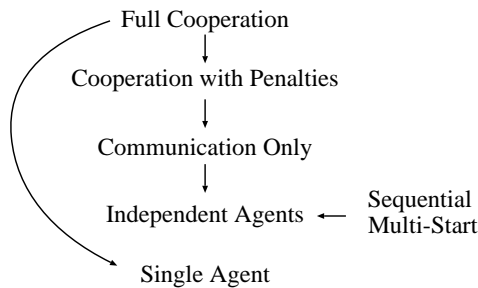 Full Cooperation
Cooperation with Penalties
Communication Only
Independent Agents
Sequential
Multi-Start
Single Agent